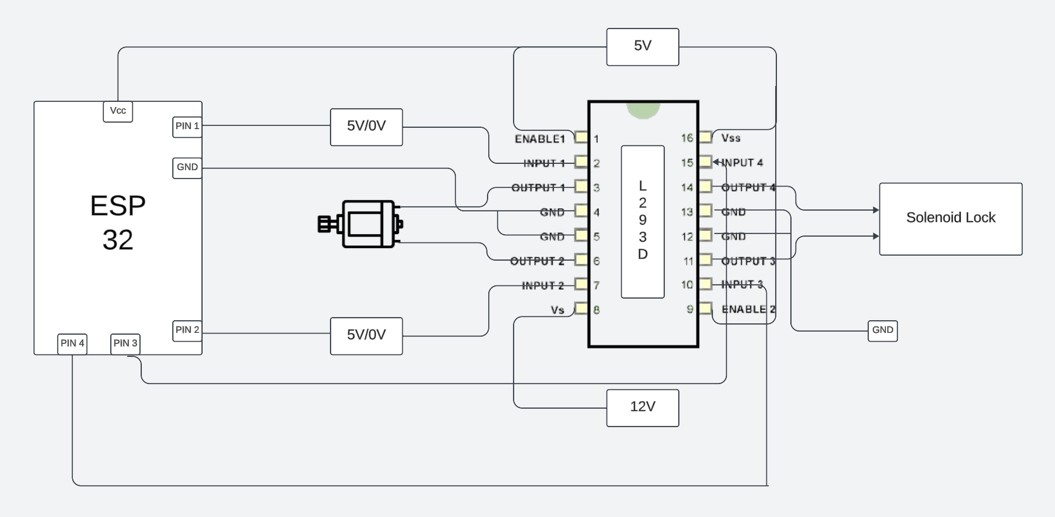 5V
Vcc
PIN 1
GND
ESP
32
PIN 4
PIN 3
PIN 2
5V/0V
5V/0V
ENABLE1
INPUT 1
OUTPUT 1
GND
GND
OUTPUT 2
INPUT 2
Vs
1
2
3
4
5
6
7
8
L
2
9
3
D
16
15
14
13
12
11
10
9
Vss
INPUT 4
OUTPUT 4
GND
GND
OUTPUT 3
INPUT 3
ENABLE 2
Solenoid Lock
GND
12V